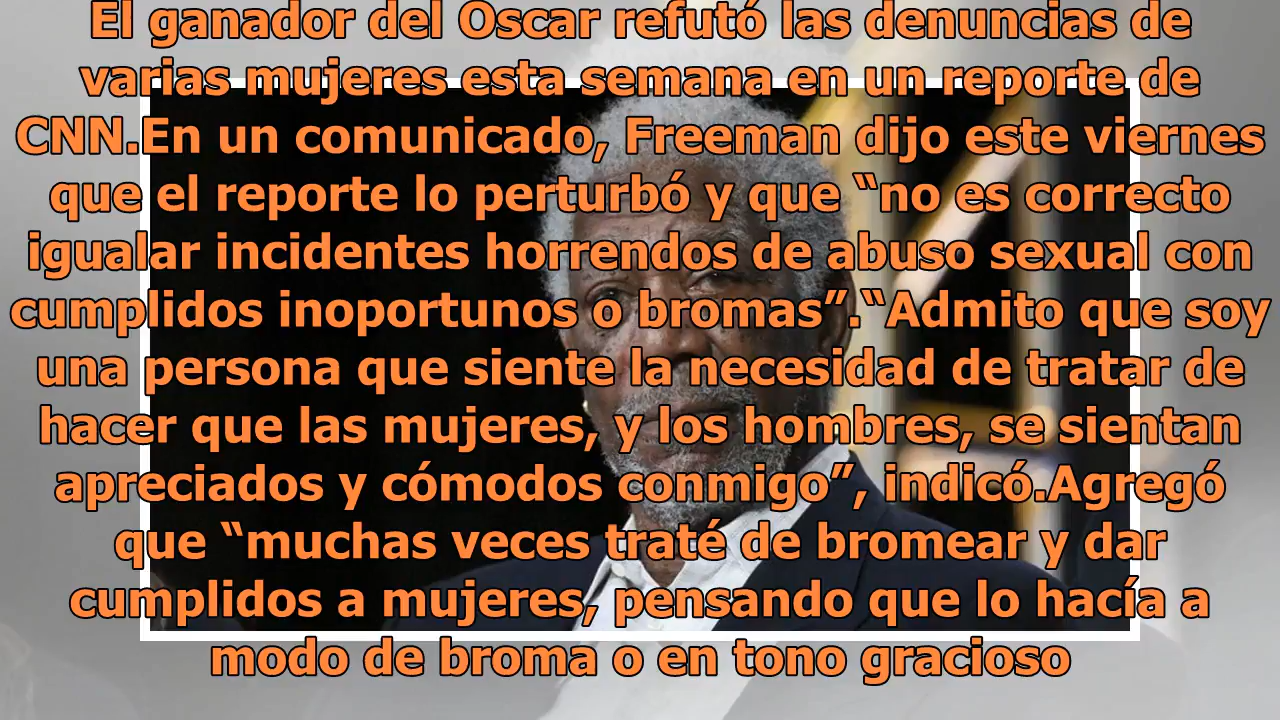 El ganador del Oscar refutó las denuncias de
varias mujeres esta semana en un reporte de
CNN.En un comunicado, Freeman dijo este viernes
que el reporte lo perturbó y que “no es correcto
igualar incidentes horrendos de abuso sexual con
cumplidos inoportunos o bromas”.“Admito que soy
una persona que siente la necesidad de tratar de
hacer que las mujeres, y los hombres, se sientan
apreciados y cómodos conmigo”, indicó.Agregó
que “muchas veces traté de bromear y dar
cumplidos a mujeres, pensando que lo hacía a
modo de broma o en tono gracioso